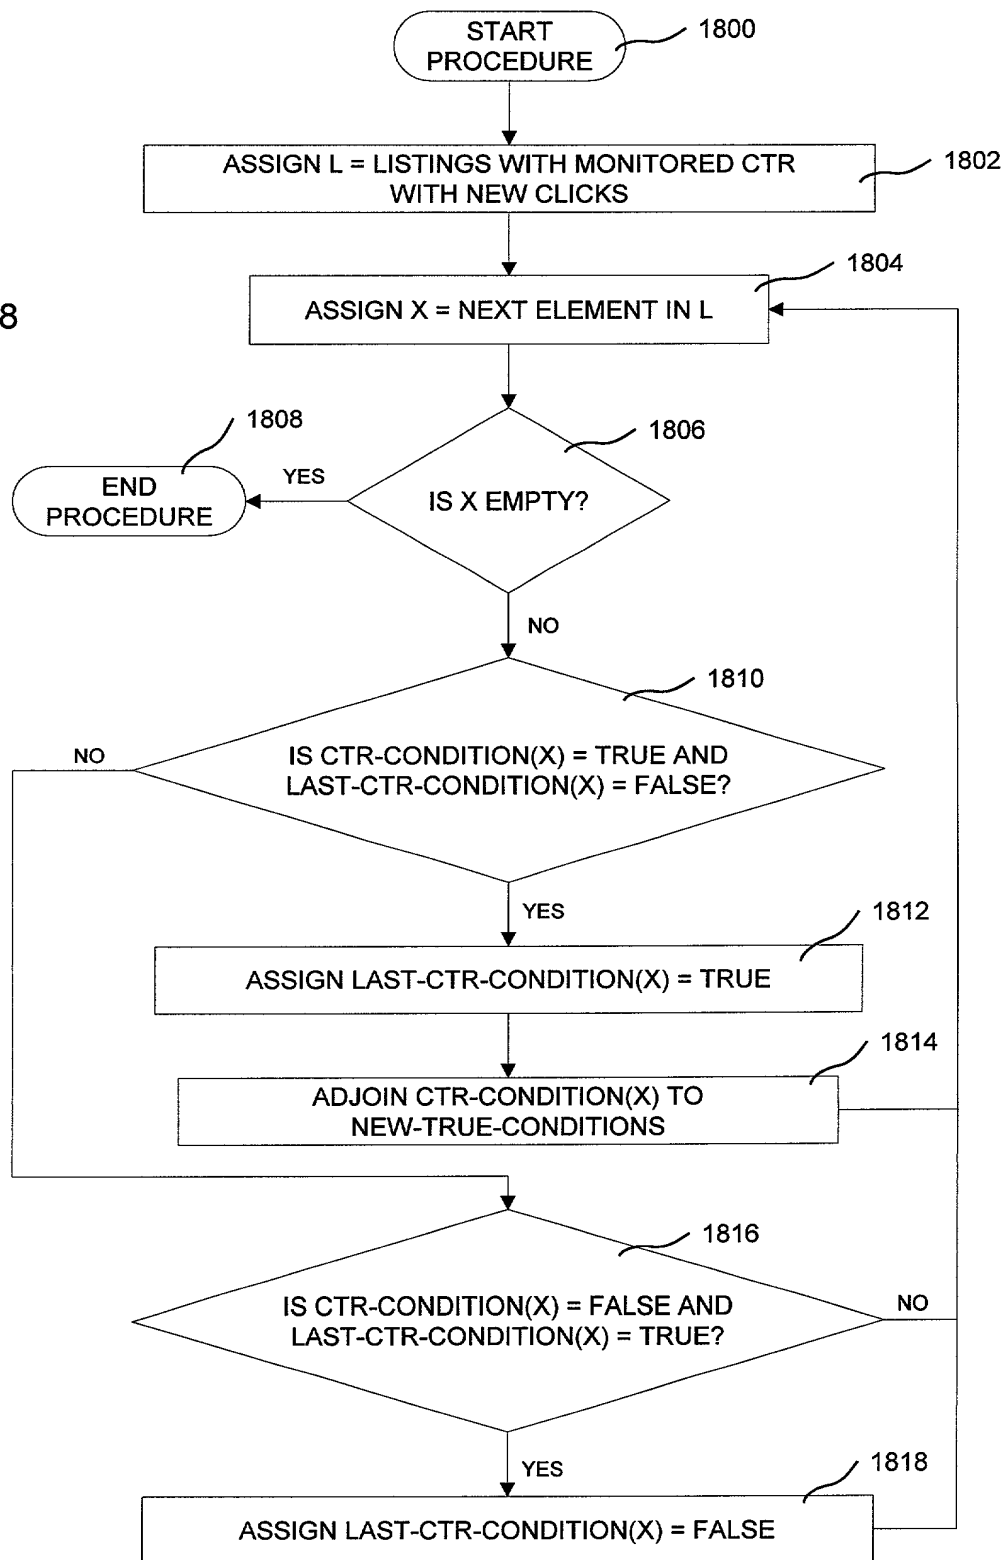 START
PROCEDURE
1800
ASSIGN L = LISTINGS WITH MONITORED CTR
WITH NEW CLICKS
1802
ASSIGN X = NEXT ELEMENT IN L
1804
8
IS X EMPTY?
1806
YES
END
PROCEDURE
1808
NO
IS CTR-CONDITION(X) = TRUE AND
LAST-CTR-CONDITION(X) = FALSE?
1810
NO
YES
ASSIGN LAST-CTR-CONDITION(X) = TRUE
1812
ADJOIN CTR-CONDITION(X) TO
NEW-TRUE-CONDITIONS
1814
IS CTR-CONDITION(X) = FALSE AND
LAST-CTR-CONDITION(X) = TRUE?
1816
NO
YES
ASSIGN LAST-CTR-CONDITION(X) = FALSE
1818